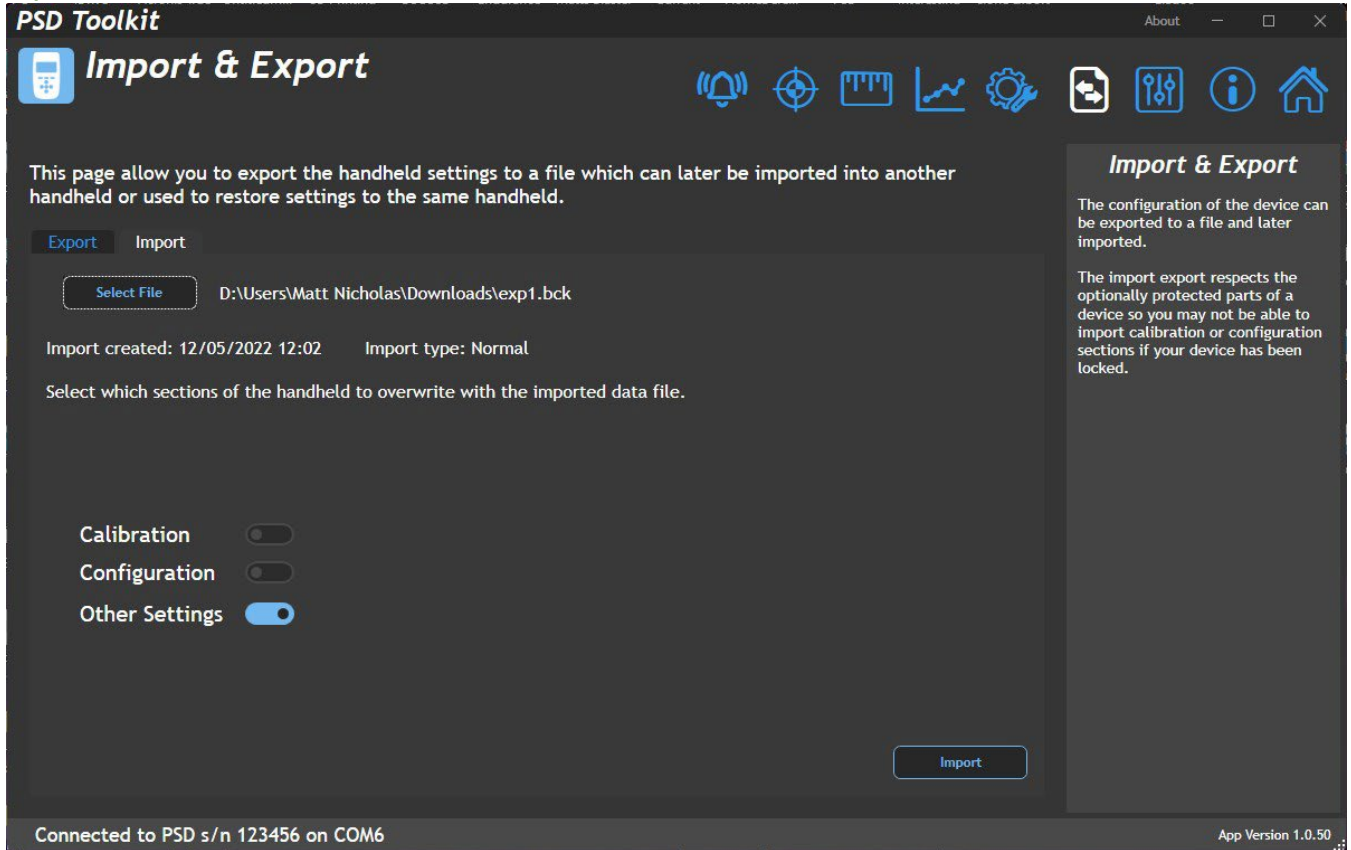 PSD Toolkit
About
Import & Export
This page allow you to export the handheld settings to a file which can later be imported into another
handheld or used to restore settings to the same handheld.
Export
Import
Select File
D:\Users\Matt Nicholas\Downloads\exp1.bck
Import created: 12/05/2022 12:02
Import type: Normal
Select which sections of the handheld to overwrite with the imported data file.
Calibration
Configuration
Other Settings
Import
Import & Export
The configuration of the device can
be exported to a file and later
imported.
The import export respects the
optionally protected parts of a
device so you may not be able to
import calibration or configuration
sections if your device has been
locked.
Connected to PSD s/n 123456 on COM6
App Version 1.0.50